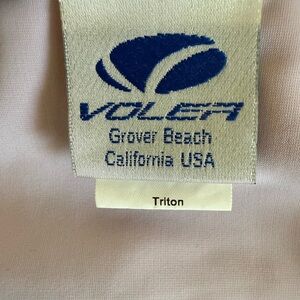 VOLER
Grover Beach
California USA
Triton